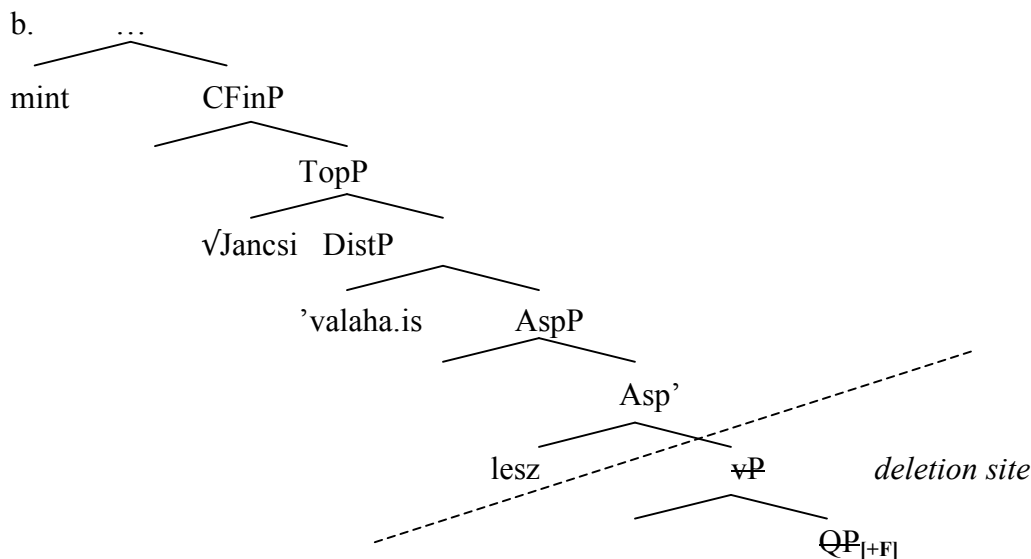 b. …
mint CFinP
TopP
√Jancsi DistP
’valaha.is AspP
Asp’
lesz vP deletion site
QP[+F]